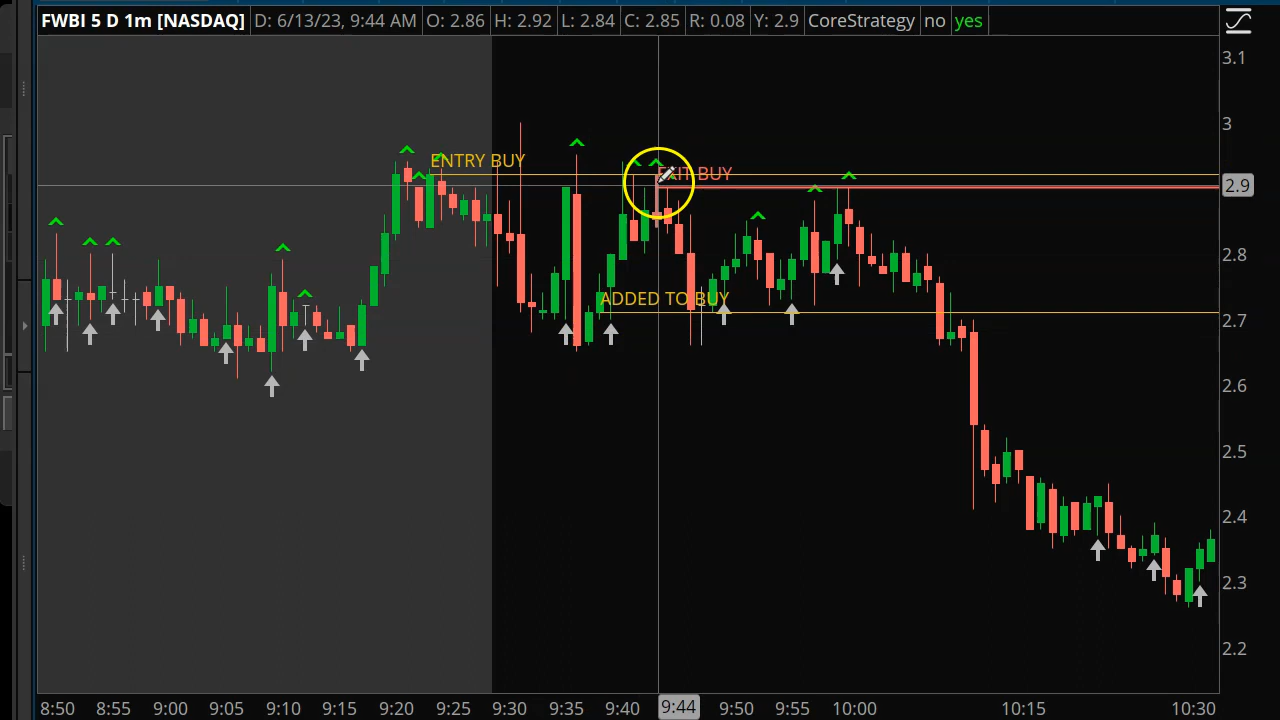 FWBI 5 D 1m [NASDAQ] D: 6/13/23, 9:44 AM O: 2.86 H: 2.92 L: 2.84 C: 2.85 R: 0.08 Y: 2.9 CoreStrategy no yes
3.1
3
ENTRY BUY
EXIT BUY
2.9
2.8
ADDED TO BUY
2.7
2.6
2.5
2.4
2.3
2.2
8:50 8:55 9:00 9:05 9:10 9:15 9:20 9:25 9:30 9:35 9:40 9:44 9:50 9:55 10:00 10:15 10:30